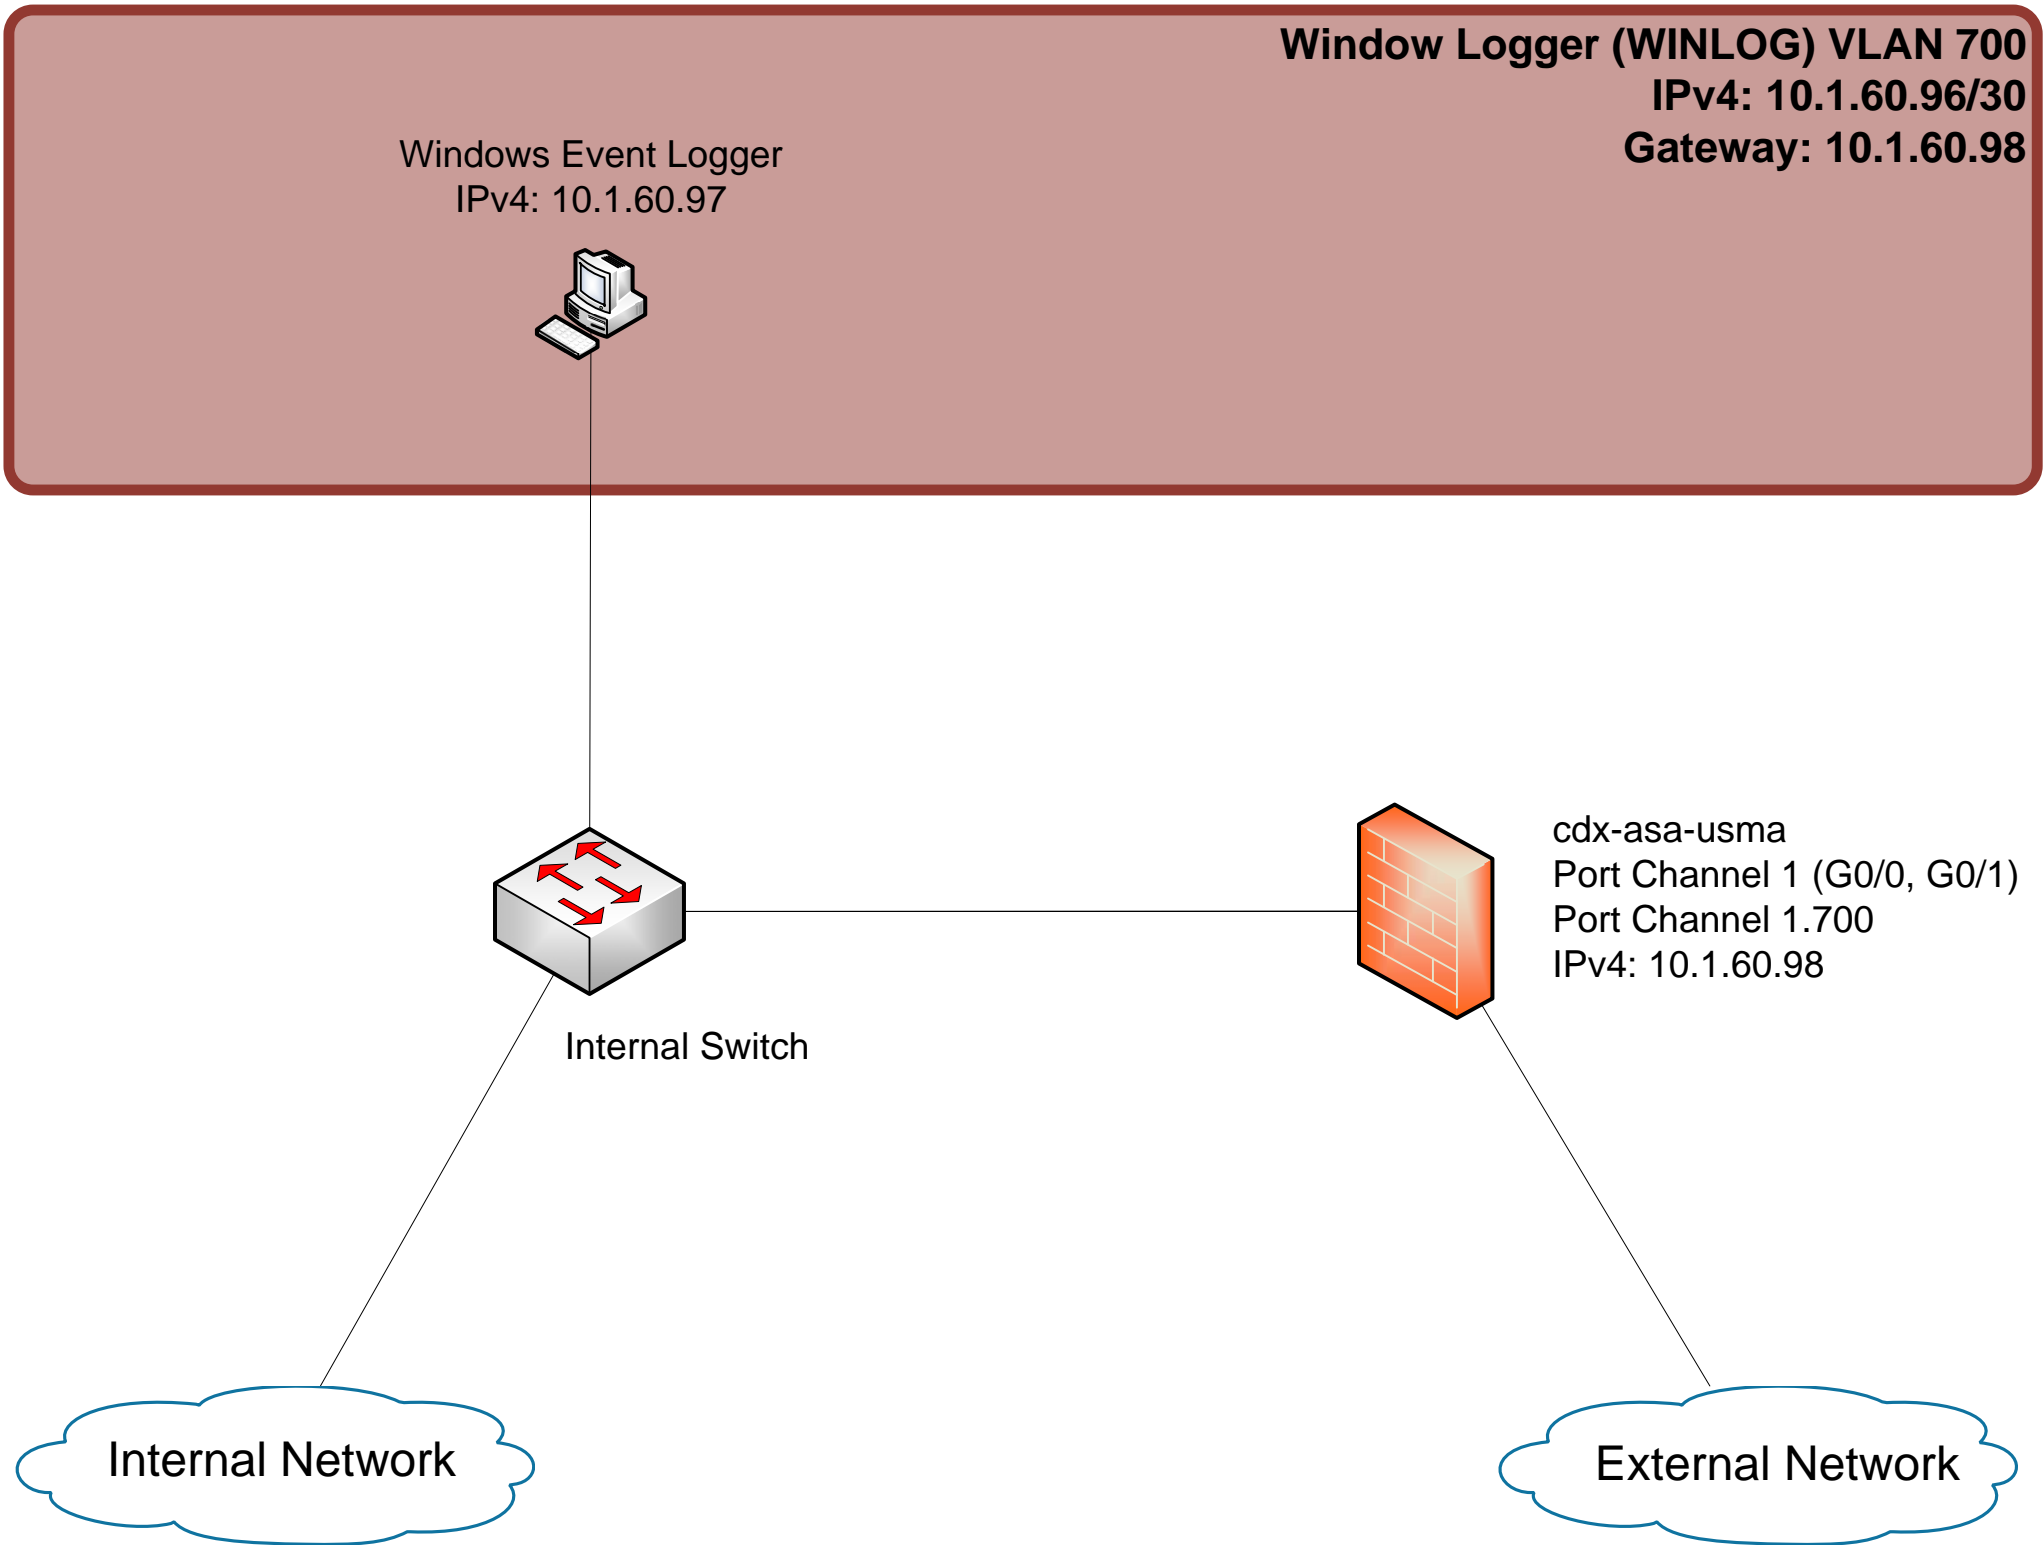 Window Logger (WINLOG) VLAN 700
IPv4: 10.1.60.96/30
Gateway: 10.1.60.98
Windows Event Logger
IPv4: 10.1.60.97
cdx-asa-usma
Port Channel 1 (G0/0, G0/1)
Port Channel 1.700
IPv4: 10.1.60.98
Internal Switch
Internal Network
External Network